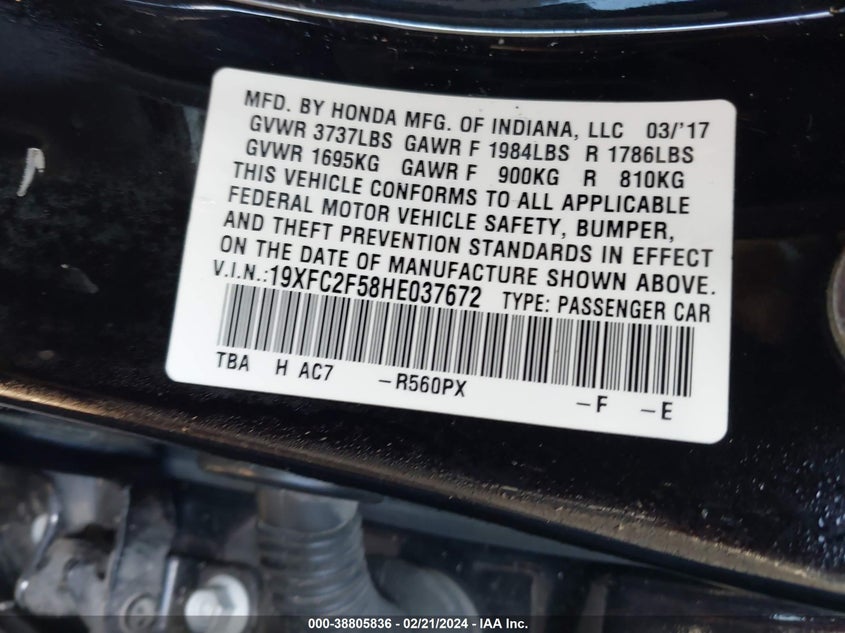 MFD. BY HONDA MFG. OF INDIANA, LLC 03/'17
GVWR 3737LBS GAWR F 1984LBS R 1786LBS
GVWR 1695KG GAWR F 900KG R 810KG
THIS VEHICLE CONFORMS TO ALL APPLICABLE
FEDERAL MOTOR VEHICLE SAFETY, BUMPER,
AND THEFT PREVENTION STANDARDS IN EFFECT
ON THE DATE OF MANUFACTURE SHOWN ABOVE.
V.I.N.:19XFC2F58HE037672 TYPE: PASSENGER CAR
TBA H AC7 –R560PX –F –E
000-38805836 - 02/21/2024 - IAA Inc.